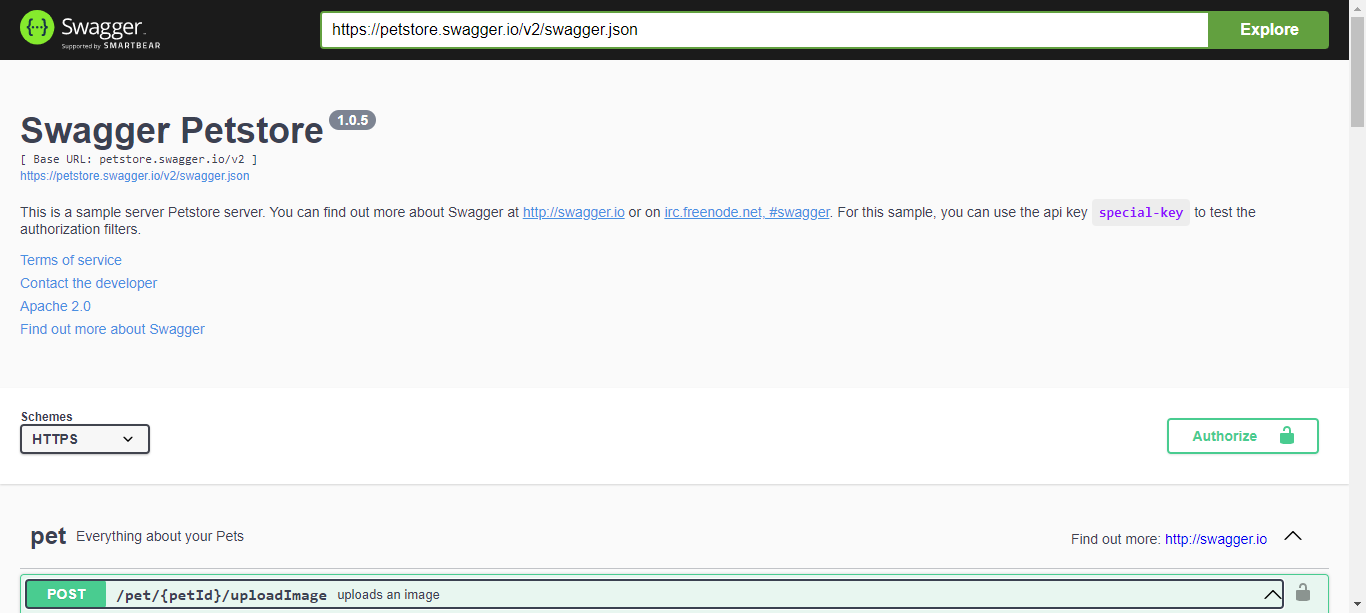 Swagger
Supported by SMARTBEAR
https://petstore.swagger.io/v2/swagger.json
Explore
Swagger Petstore 1.0.5
[ Base URL: petstore.swagger.io/v2 ]
https://petstore.swagger.io/v2/swagger.json
This is a sample server Petstore server. You can find out more about Swagger at http://swagger.io or on irc.freenode.net, #swagger. For this sample, you can use the api key special-key to test the
authorization filters.
Terms of service
Contact the developer
Apache 2.0
Find out more about Swagger
Schemes
HTTPS
Authorize
pet Everything about your Pets
Find out more: http://swagger.io
POST /pet/{petId}/uploadImage uploads an image